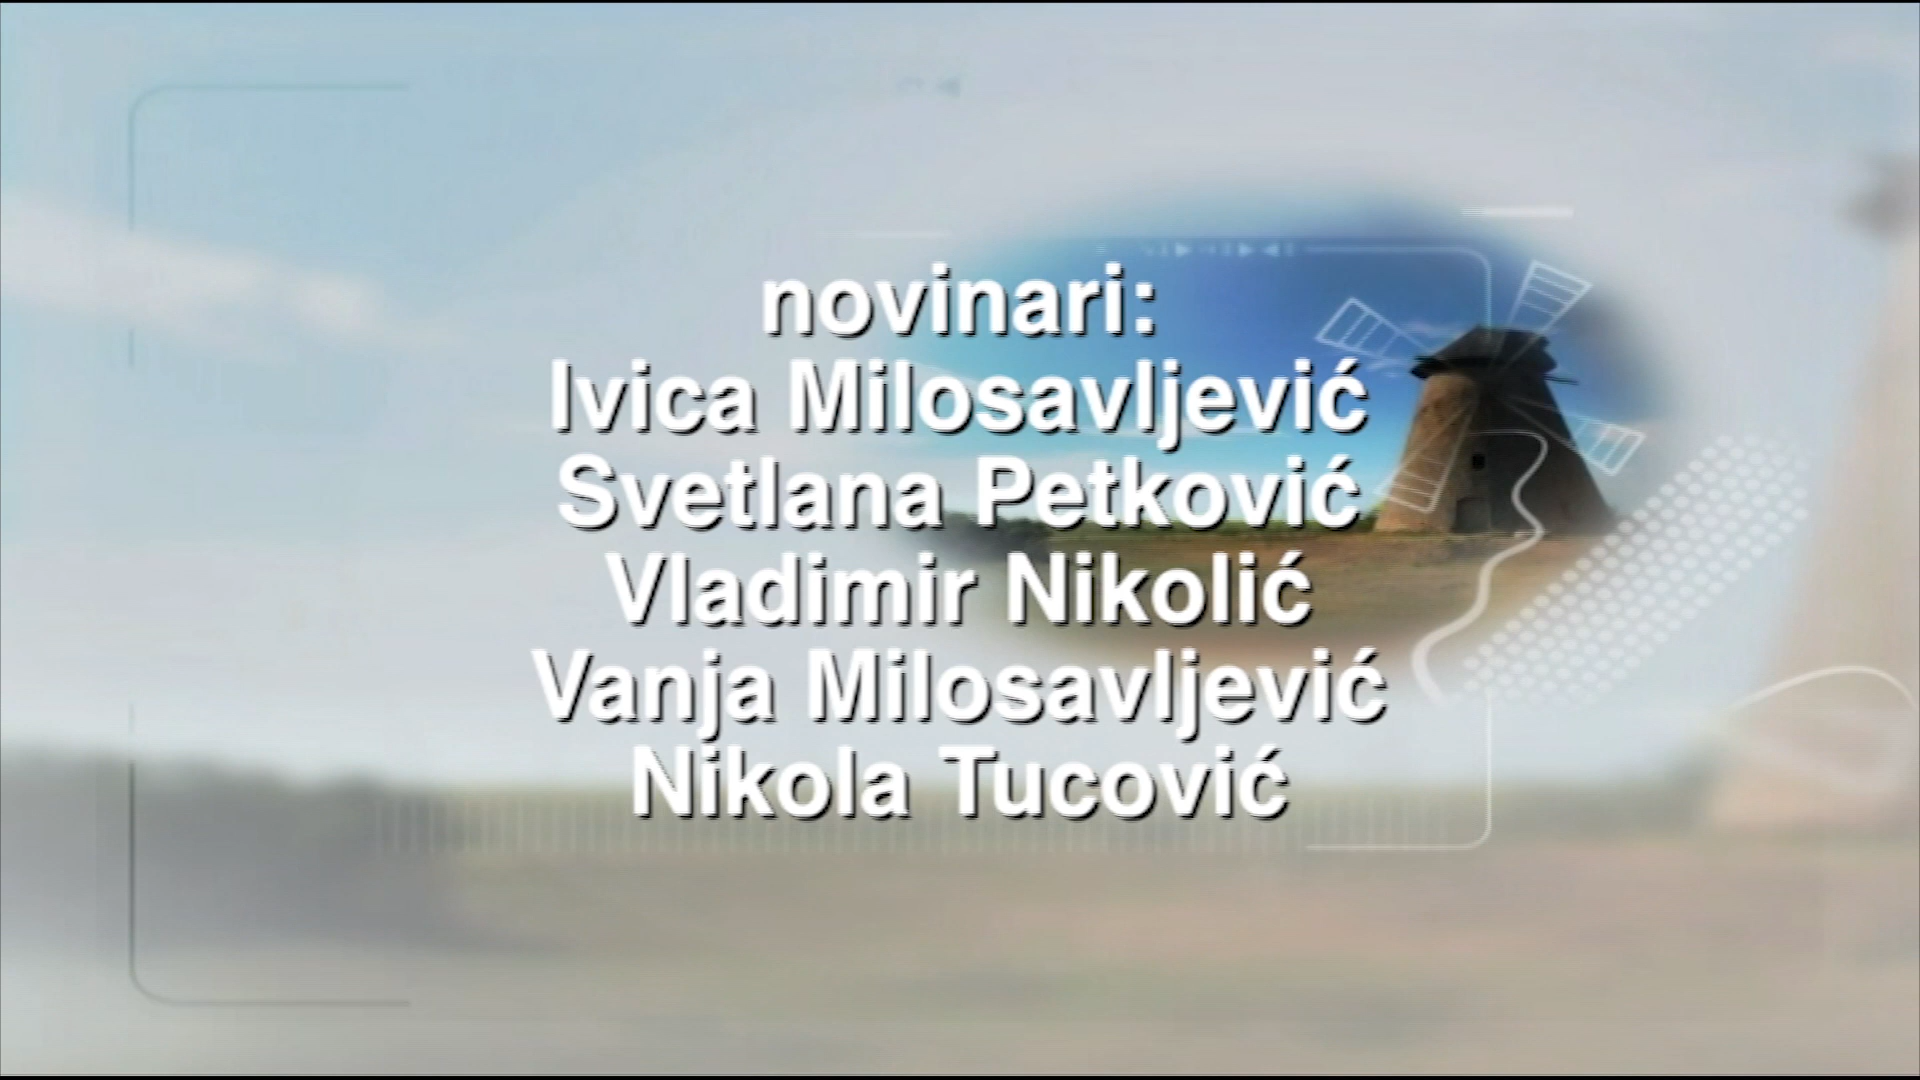 novinari:
Ivica Milosavljević
Svetlana Petković
Vladimir Nikolić
Vanja Milosavljević
Nikola Tucović